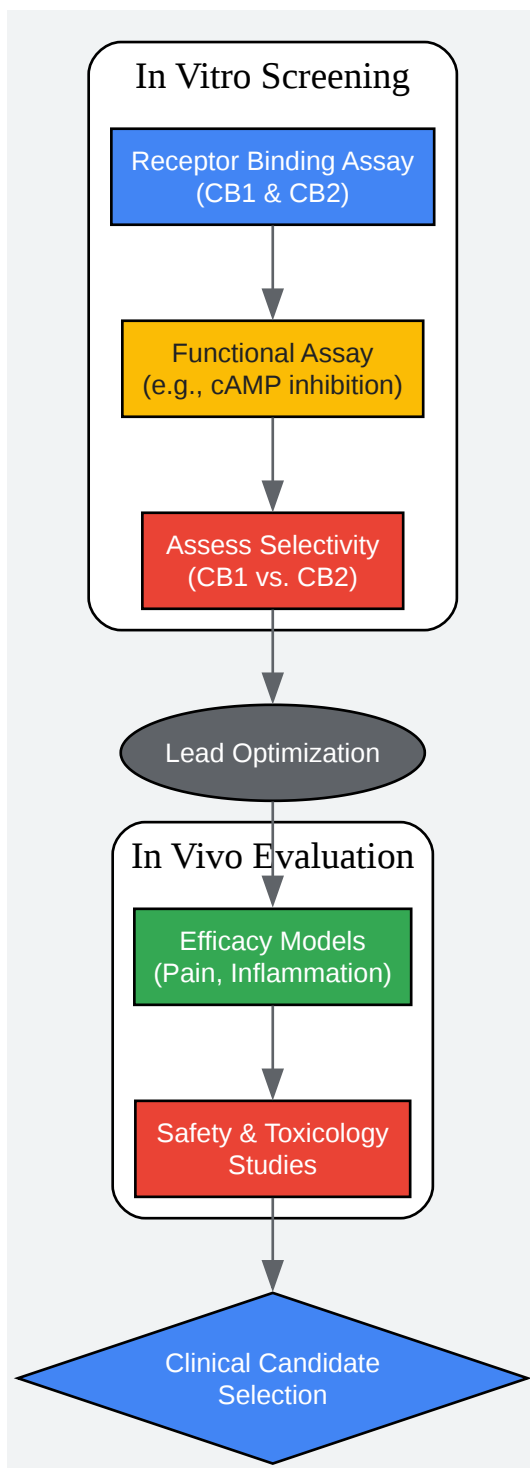 In Vitro Screening
Receptor Binding Assay
(CB1 & CB2)
Functional Assay
(e.g., cAMP inhibition)
Assess Selectivity
(CB1 vs. CB2)
Lead Optimization
In Vivo Evaluation
Efficacy Models
(Pain, Inflammation)
Safety & Toxicology
Studies
Clinical Candidate
Selection